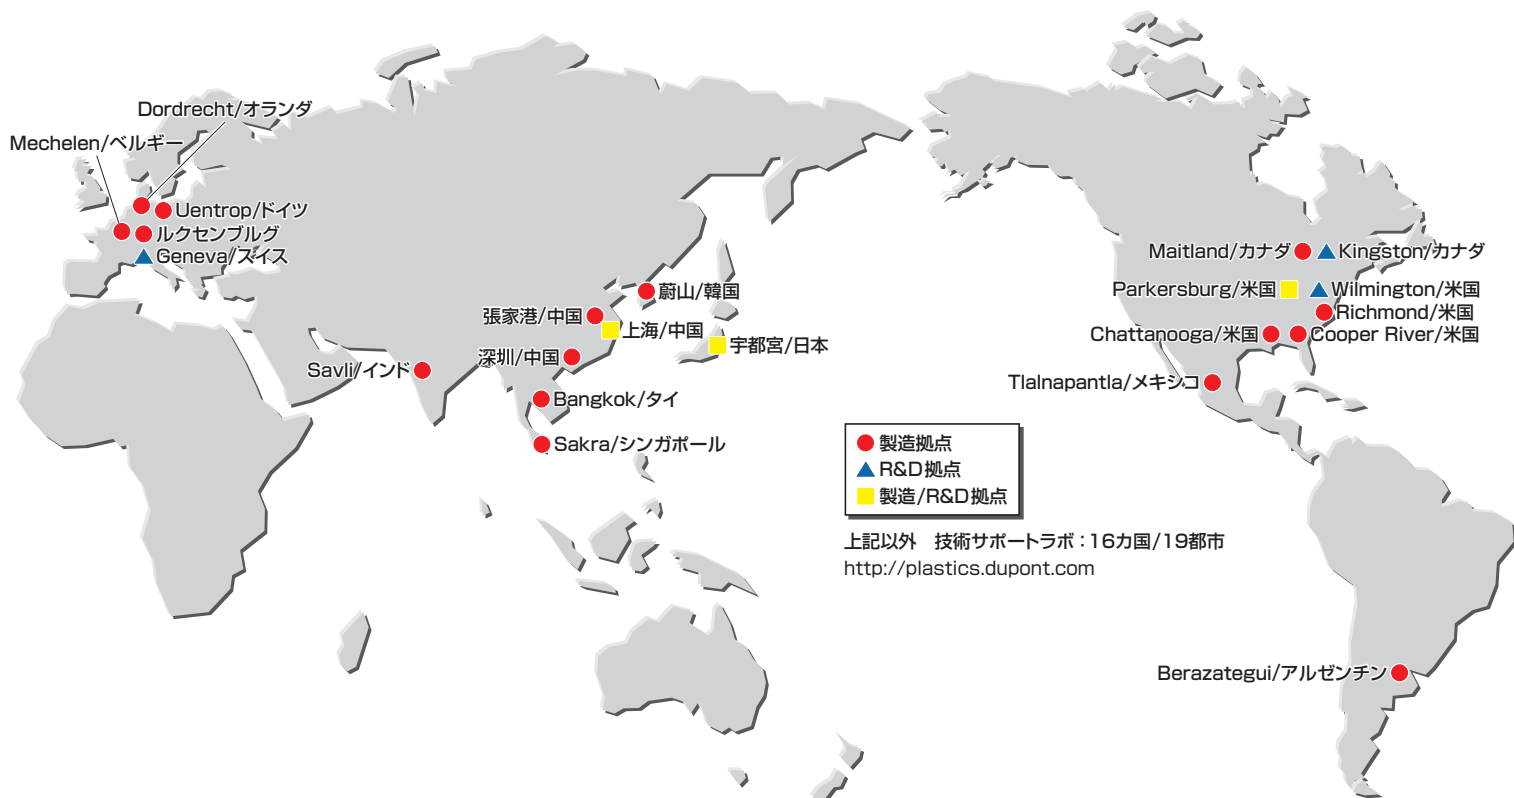 Dordrecht/オランダ
Mechelen/ベルギー
Uentrop/ドイツ
ルクセンブルグ
Geneva/スイス
蔚山/韓国
張家港/中国
上海/中国
宇都宮/日本
深圳/中国
Savli/インド
Bangkok/タイ
Sakra/シンガポール
Maitland/カナダ
Kingston/カナダ
Parkersburg/米国
Wilmington/米国
Richmond/米国
Chattanooga/米国
Cooper River/米国
Tlalnapantla/メキシコ
Berazategui/アルゼンチン
製造拠点
R&D拠点
製造/R&D拠点
上記以外 技術サポートラボ：16カ国/19都市
http://plastics.dupont.com